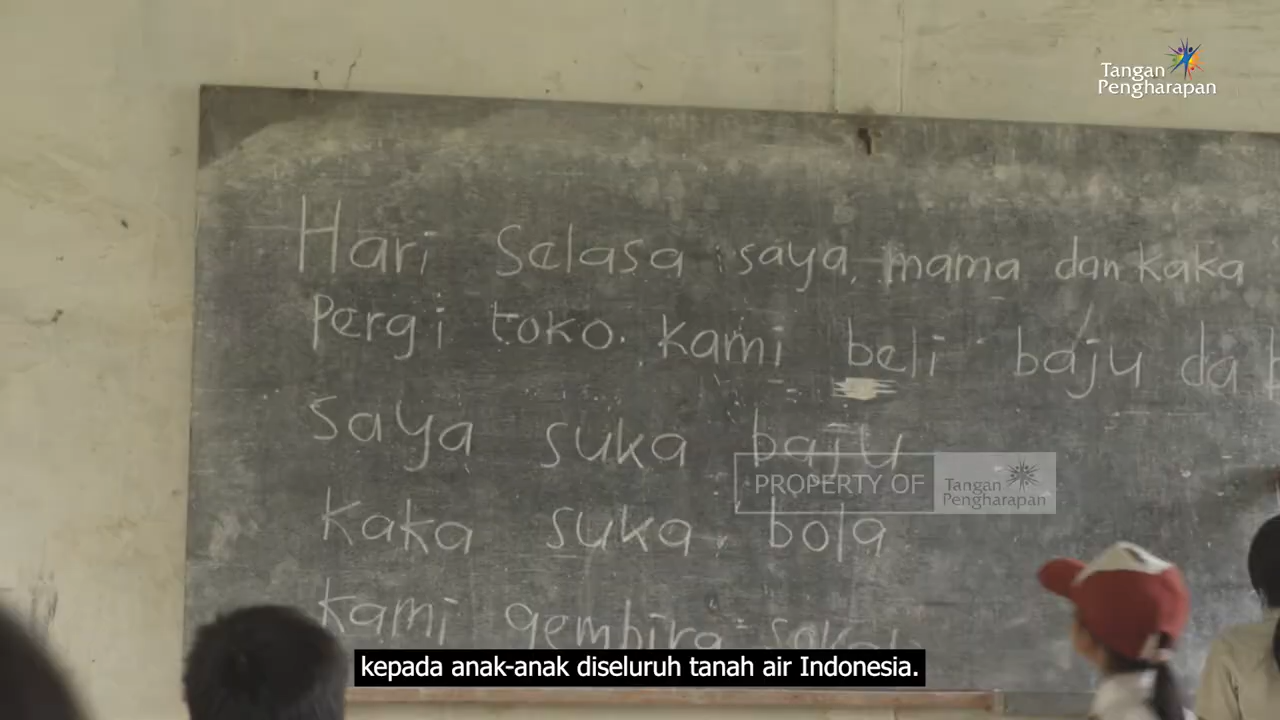 Tangan
Pengharapan
Hari Selasa saya, mama dan kaka
Pergi toko. kami beli baju da
saya suka baju
PROPERTY OF Tangan Pengharapan
kaka suka bola
kami gembira
kepada anak-anak diseluruh tanah air Indonesia.